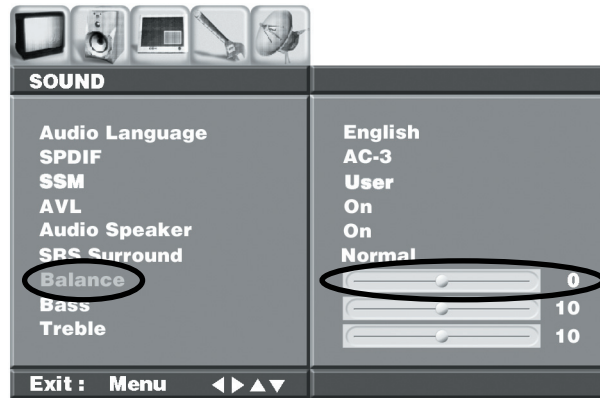 SOUND
Audio Language English
SPDIF AC-3
SSM User
AVL On
Audio Speaker On
SRS Surround Normal
Balance 0
Bass 10
Treble 10
Exit : Menu ◀▶▲▼